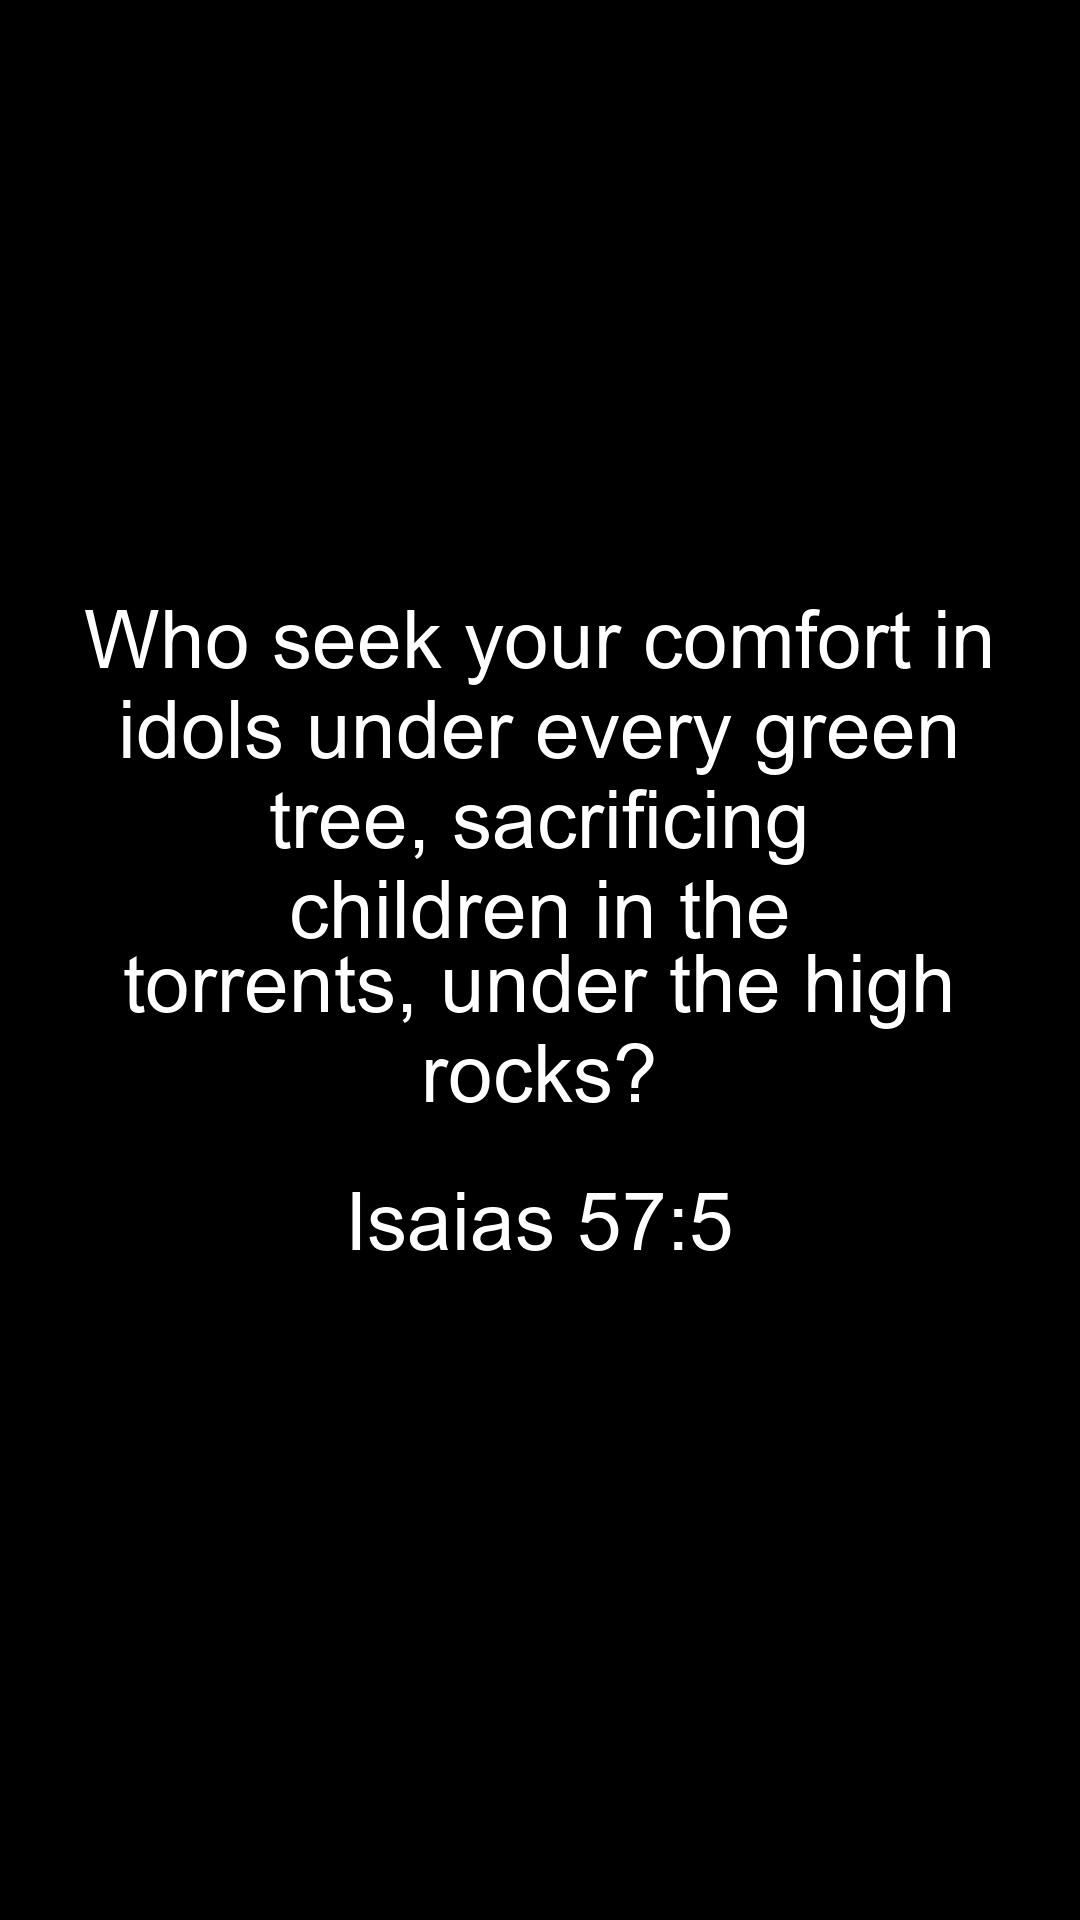 Who seek your comfort in
idols under every green
tree, sacrificing
children in the
torrents, under the high
rocks?
Isaias 57:5